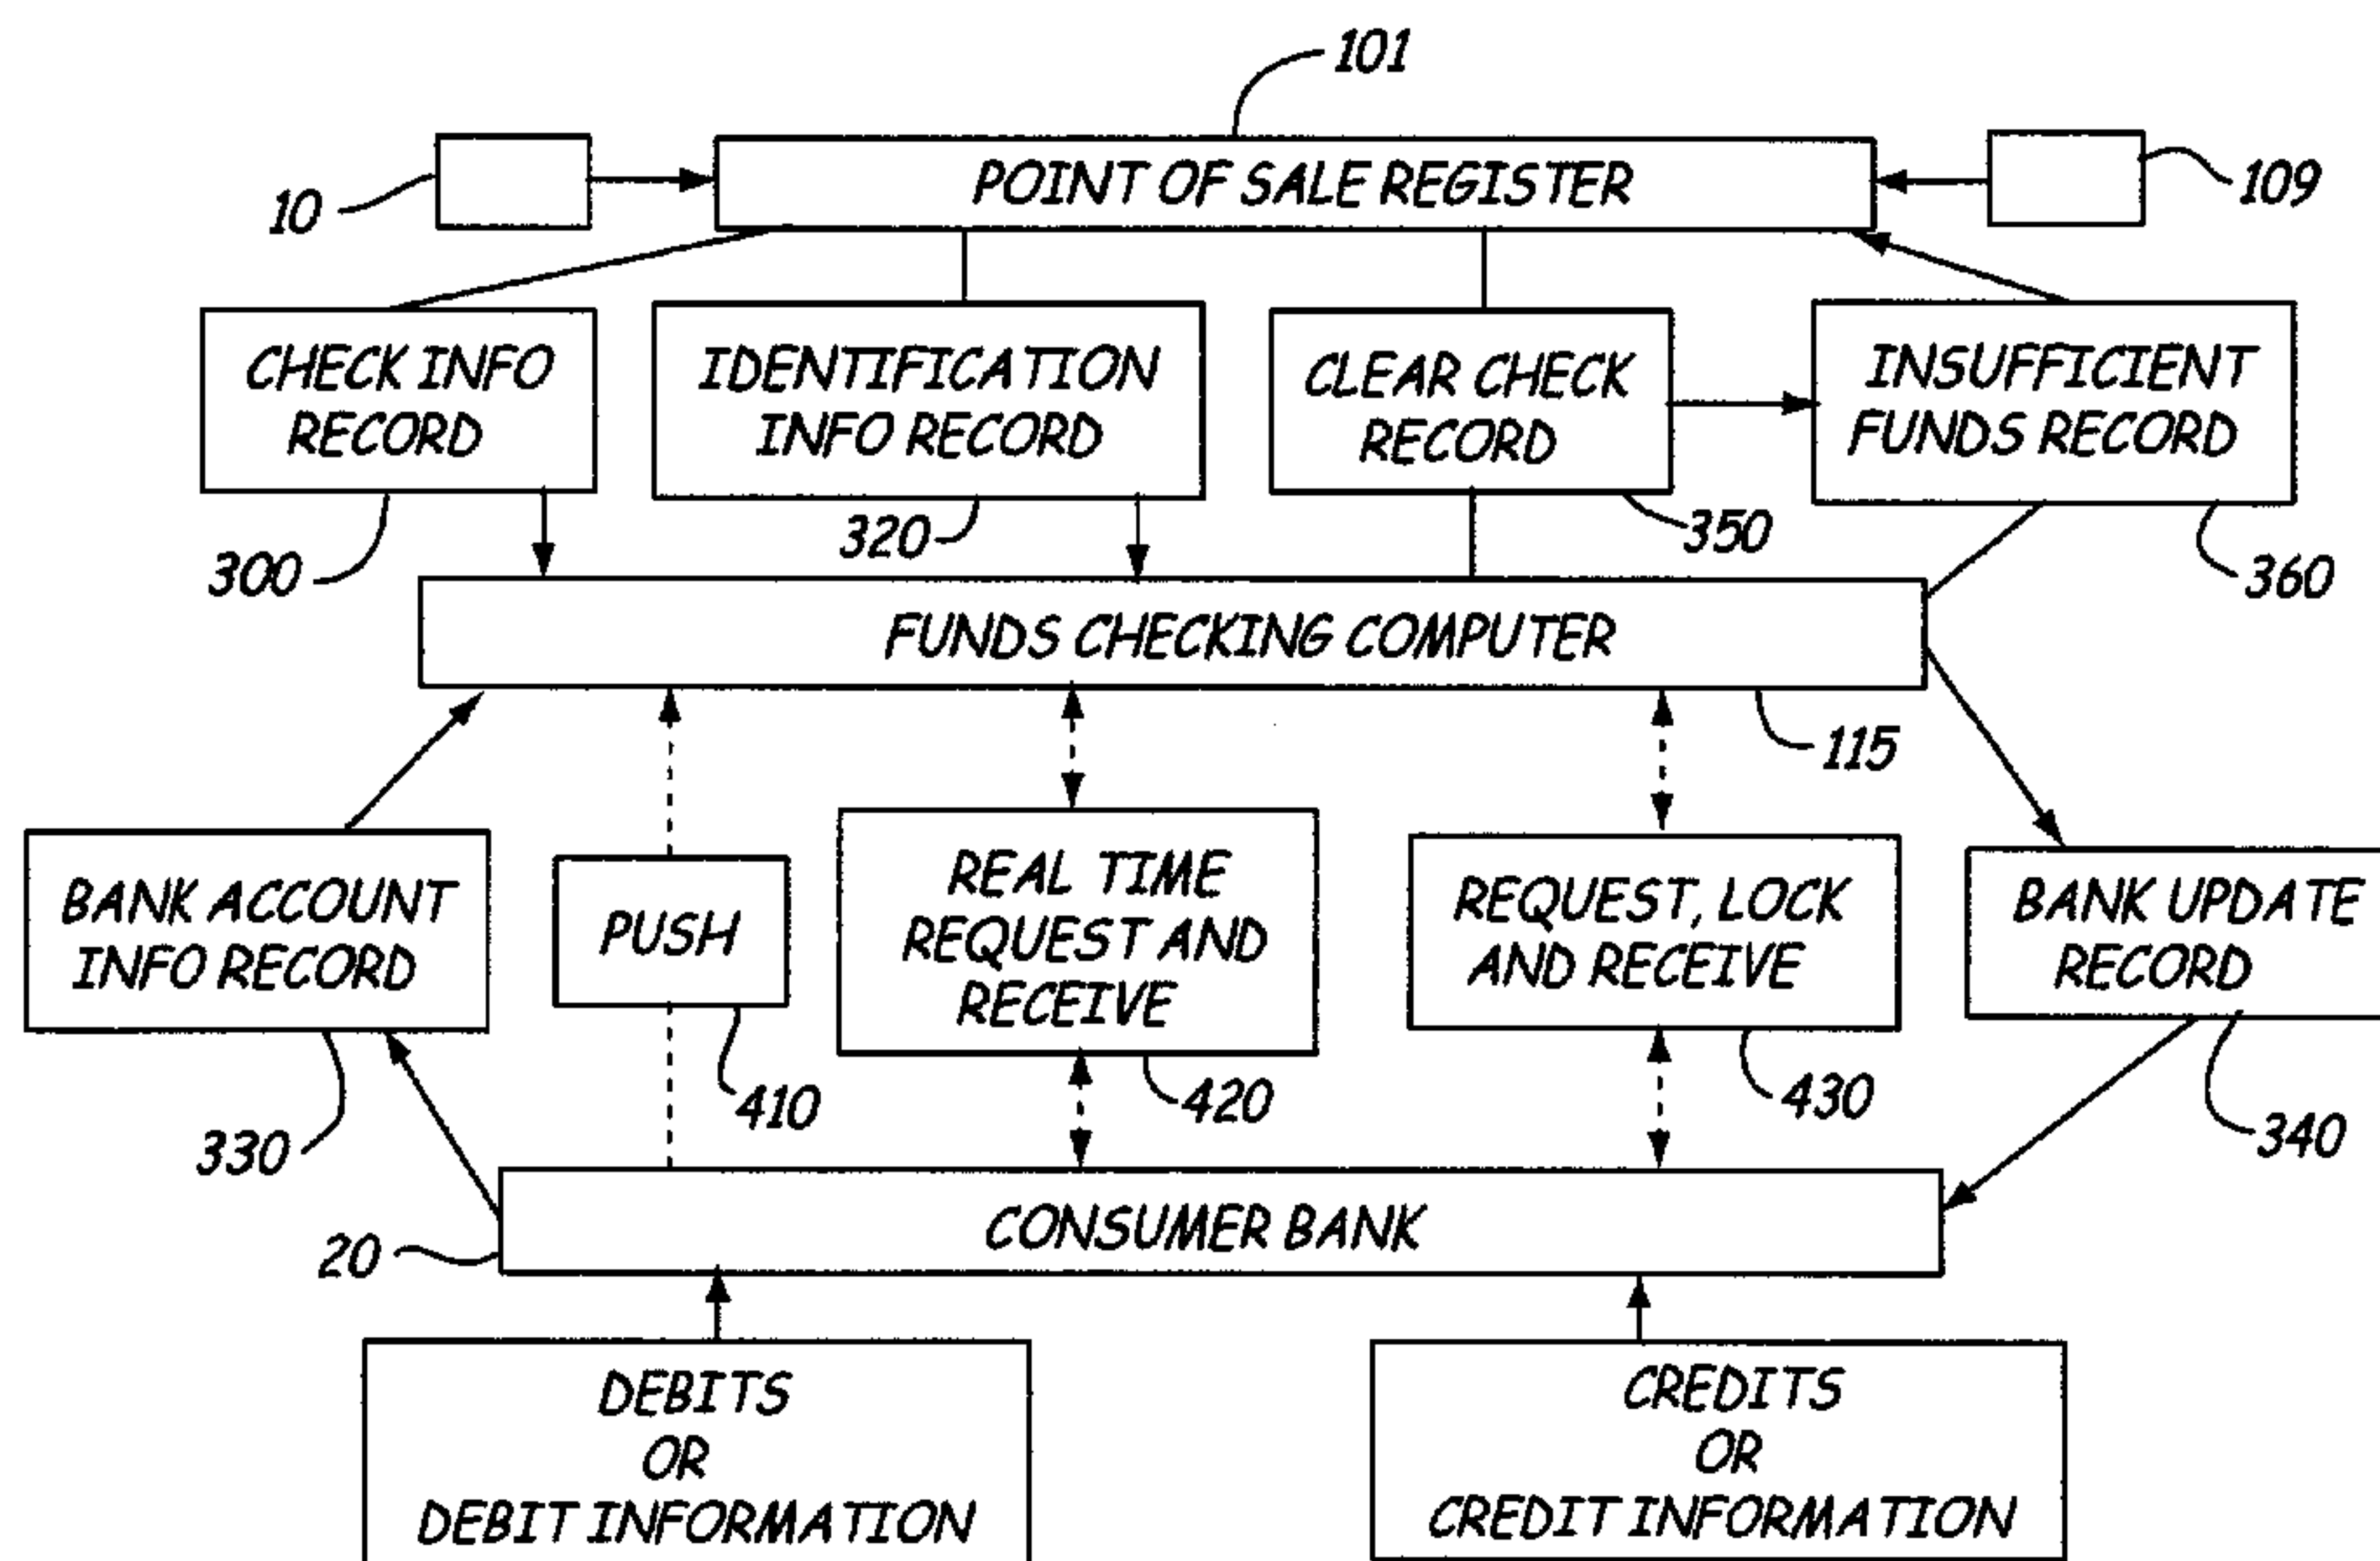 101
10
POINT OF SALE REGISTER
109
CHECK INFO
RECORD
IDENTIFICATION
INFO RECORD
CLEAR CHECK
RECORD
INSUFFICIENT
FUNDS RECORD
300
320
350
360
FUNDS CHECKING COMPUTER
115
BANK ACCOUNT
INFO RECORD
PUSH
REAL TIME
REQUEST AND
RECEIVE
REQUEST, LOCK
AND RECEIVE
BANK UPDATE
RECORD
330
410
420
430
340
20
CONSUMER BANK
DEBITS
OR
DEBIT INFORMATION
CREDITS
OR
CREDIT INFORMATION